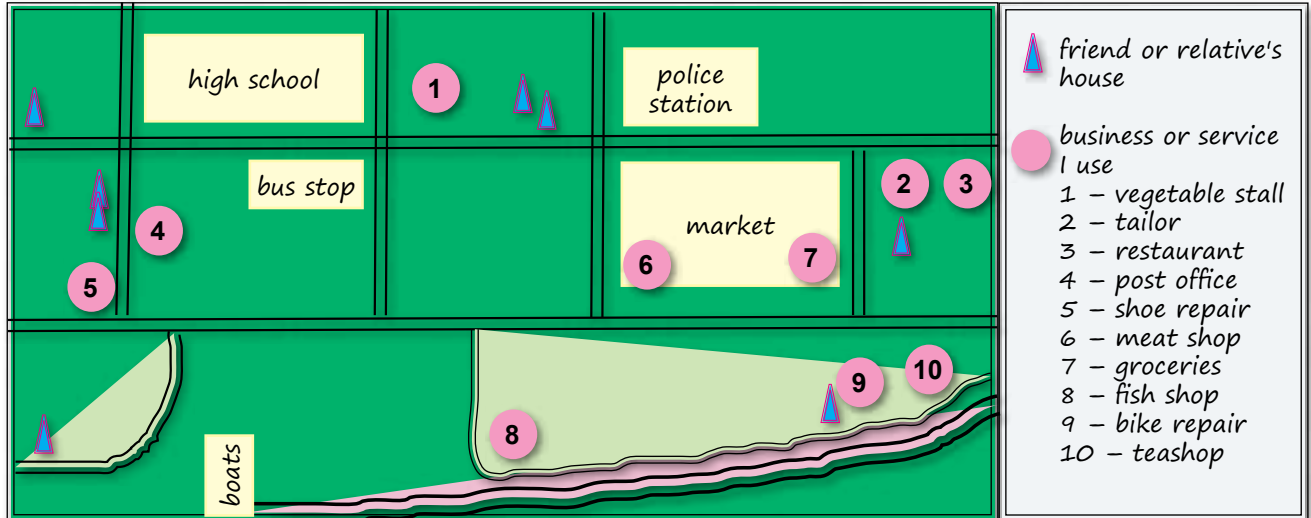 high school
1
police
station
bus stop
2
3
4
market
5
6
7
8
9
10
boats
friend or relative's
house
business or service
I use
1 – vegetable stall
2 – tailor
3 – restaurant
4 – post office
5 – shoe repair
6 – meat shop
7 – groceries
8 – fish shop
9 – bike repair
10 – teashop